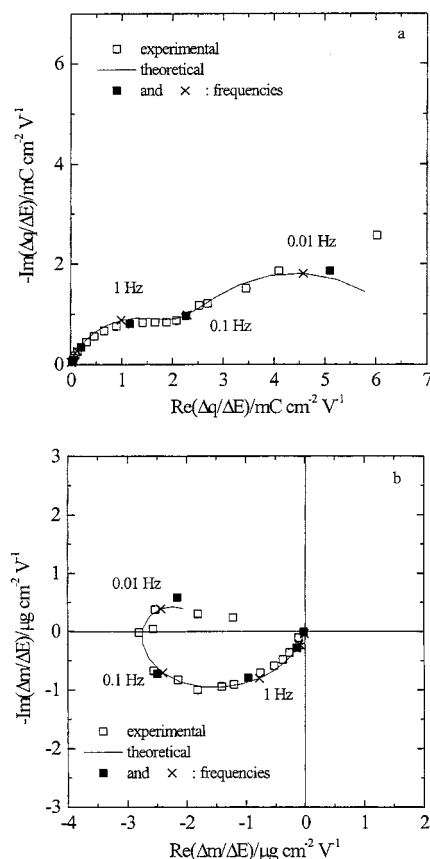 a
6
4
2
0
-Im(Δq/ΔE)/mC cm⁻² V⁻¹
experimental
theoretical
and × : frequencies
0.01 Hz
1 Hz
0.1 Hz
0 1 2 3 4 5 6 7
Re(Δq/ΔE)/mC cm⁻² V⁻¹
b
3
2
1
0
-1
-2
-3
-Im(Δm/ΔE)/μg cm⁻² V⁻¹
0.01 Hz
0.1 Hz
1 Hz
experimental
theoretical
and × : frequencies
-4 -3 -2 -1 0 1 2
Re(Δm/ΔE)/μg cm⁻² V⁻¹